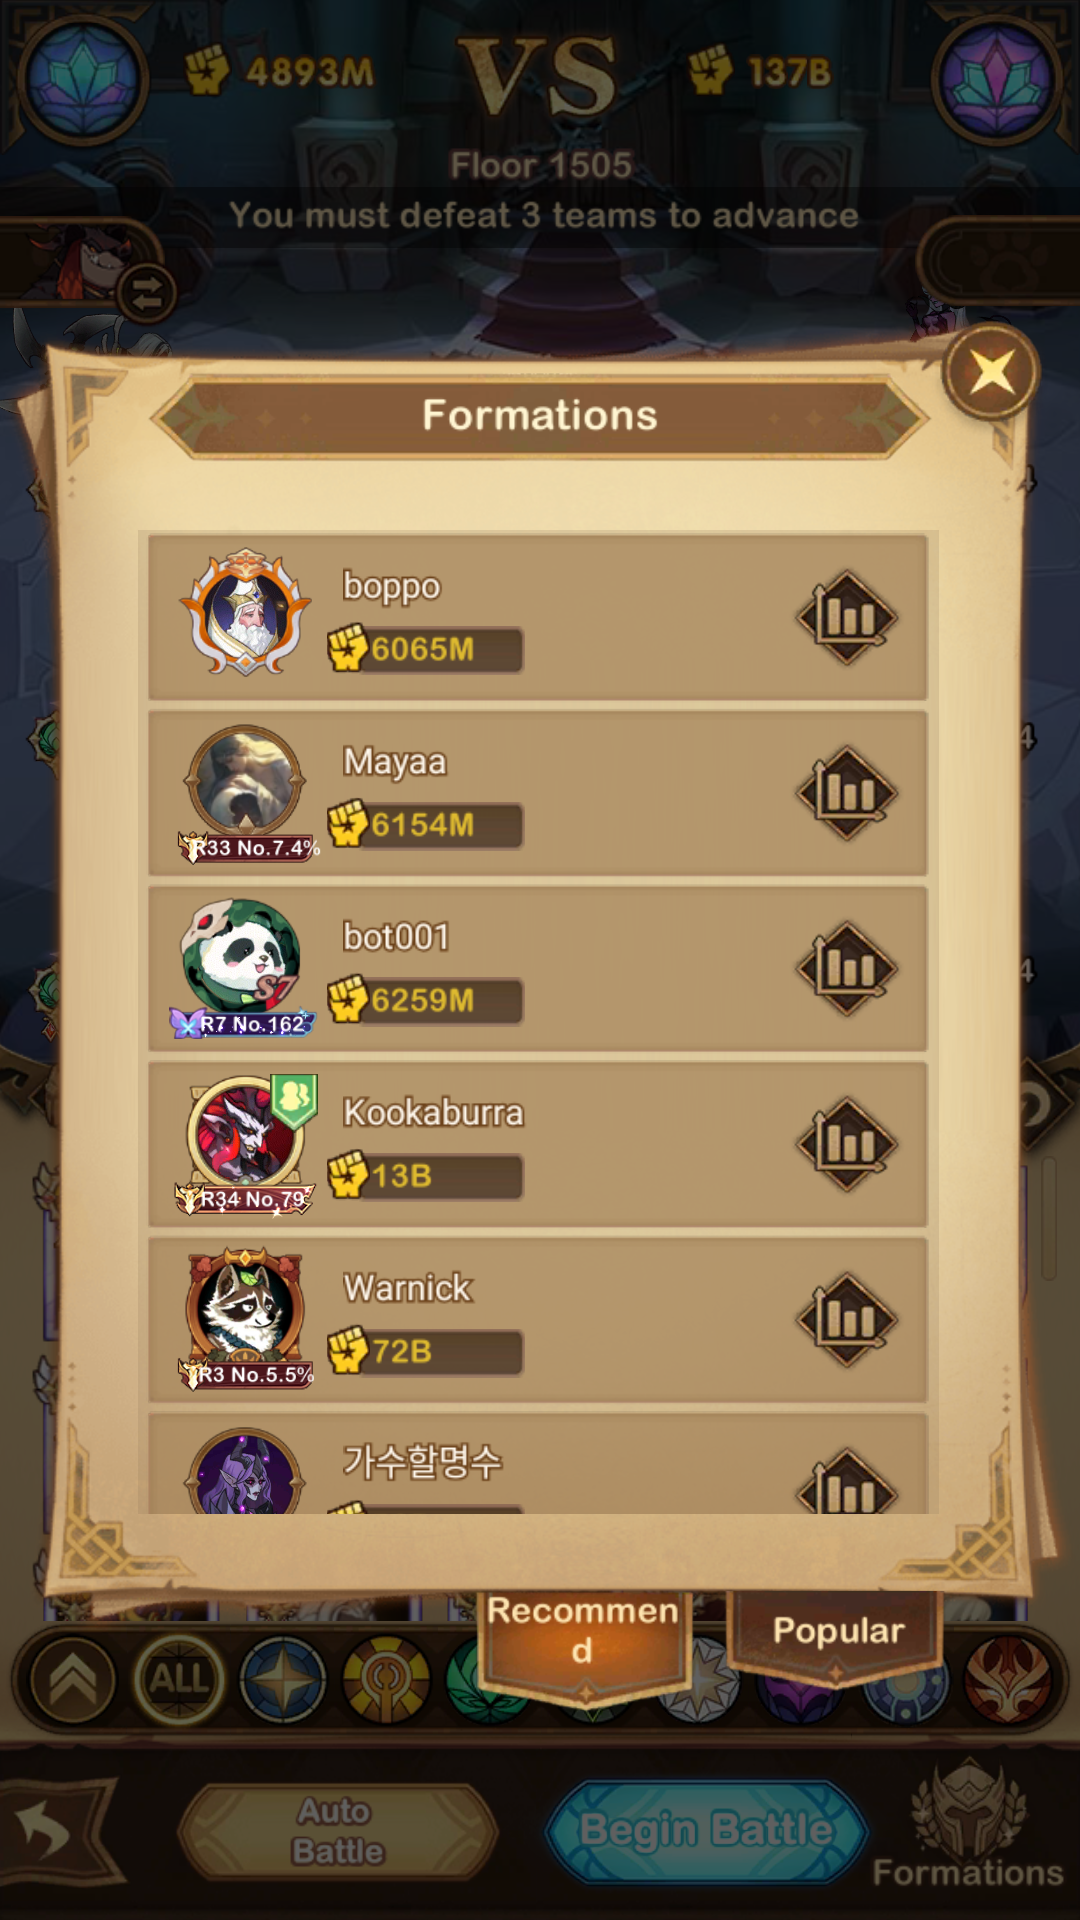 4893M
VS
137B
Floor 1505
You must defeat 3 teams to advance
Formations
boppo
6065M
Mayaa
6154M
R33 No.7.4%
bot001
6259M
S7
R7 No.162
Kookaburra
13B
R34 No.79
Warnick
72B
R3 No.5.5%
가수할명수
Recommen
d
Popular
ALL
Auto
Battle
Begin Battle
Formations